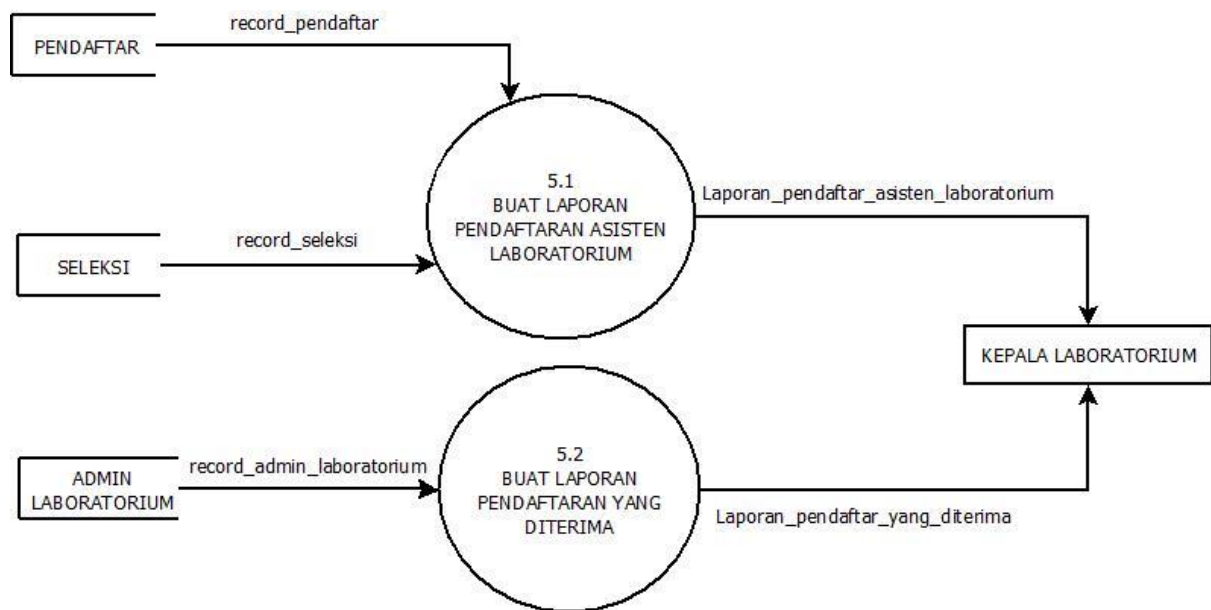 record_pendaftar
PENDAFTAR
5.1
BUAT LAPORAN
PENDAFTARAN ASISTEN
LABORATORIUM
Laporan_pendaftar_asisten_laboratorium
record_seleksi
SELEKSI
KEPALA LABORATORIUM
5.2
BUAT LAPORAN
PENDAFTARAN YANG
DITERIMA
record_admin_laboratorium
ADMIN
LABORATORIUM
Laporan_pendaftar_yang_diterima